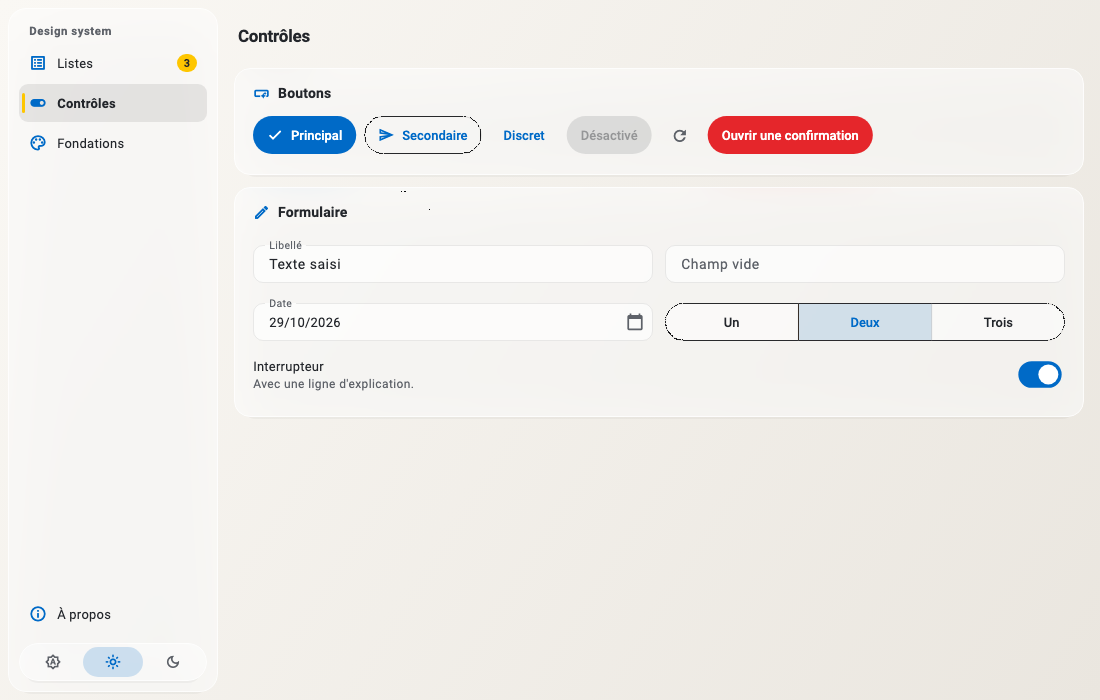 Design system
Listes
3
Contrôles
Fondations
À propos
Contrôles
Boutons
Principal
Secondaire
Discret
Désactivé
Ouvrir une confirmation
Formulaire
Libellé
Texte saisi
Champ vide
Date
29/10/2026
Un
Deux
Trois
Interrupteur
Avec une ligne d'explication.